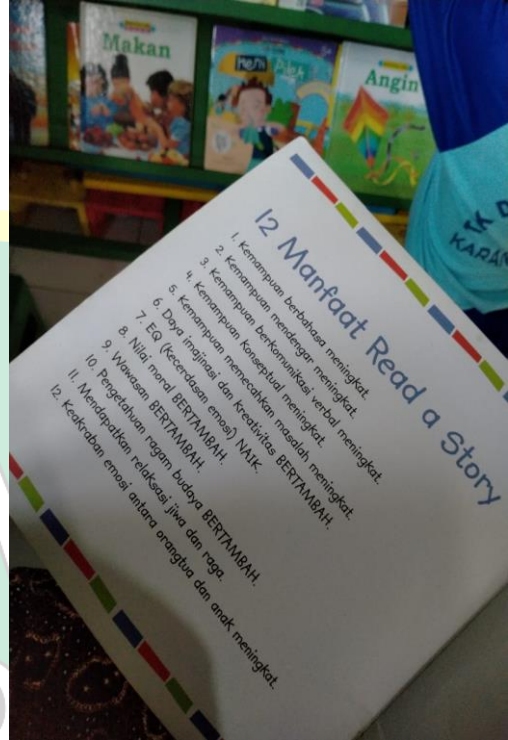 Makan
Angin
12 Manfaat Read a Story
1. Kemampuan berbahasa meningkat.
2. Kemampuan mendengar meningkat.
3. Kemampuan berkomunikasi verbal meningkat.
4. Kemampuan konseptual meningkat.
5. Kemampuan memecahkan masalah meningkat.
6. Daya imajinasi dan kreativitas BERTAMBAH.
7. EQ (kecerdasan emosi) NAIK.
8. Nilai moral BERTAMBAH.
9. Wawasan BERTAMBAH.
10. Pengetahuan ragam budaya BERTAMBAH.
11. Mendapatkan relaksasi jiwa dan raga.
12. Keakraban emosi antara orangtua dan anak meningkat.
TK